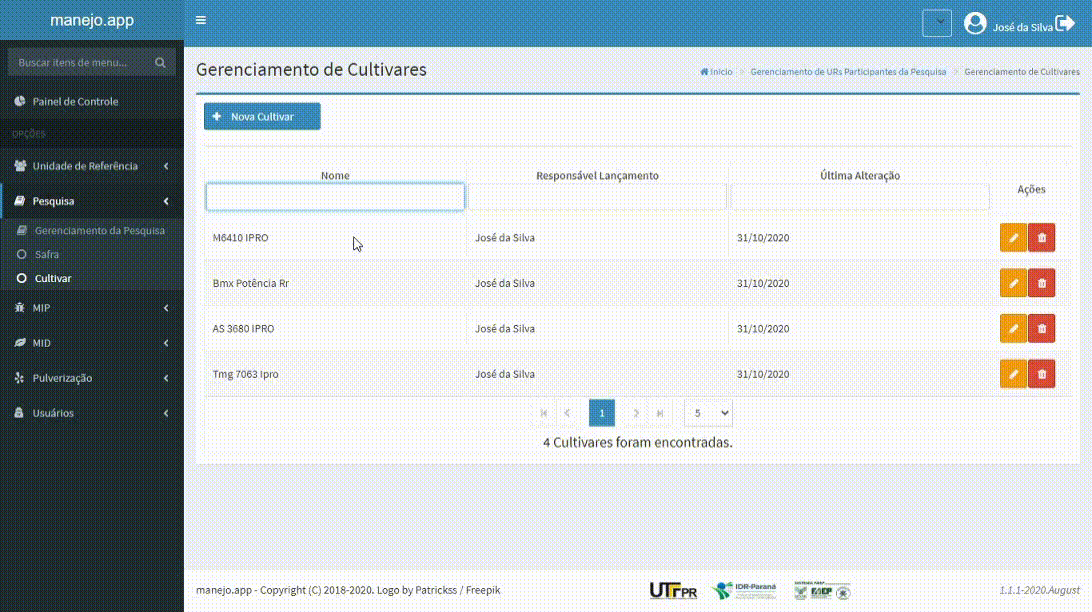 manejo.app
José da Silva
Buscar itens de menu...
Painel de Controle
OPÇÕES
Unidade de Referência
Pesquisa
Gerenciamento da Pesquisa
Safra
Cultivar
MIP
MID
Pulverização
Usuários
Gerenciamento de Cultivares
Inicio > Gerenciamento de URs Participantes da Pesquisa > Gerenciamento de Cultivares
Nova Cultivar
Nome Responsável Lançamento Última Alteração Ações
M6410 IPRO José da Silva 31/10/2020
Bmx Potência Rr José da Silva 31/10/2020
AS 3680 IPRO José da Silva 31/10/2020
Tmg 7063 Ipro José da Silva 31/10/2020
1 5
4 Cultivares foram encontradas.
manejo.app - Copyright (C) 2018-2020. Logo by Patrickss / Freepik
UTFPR
IDR-Paraná
1.1.1-2020.August